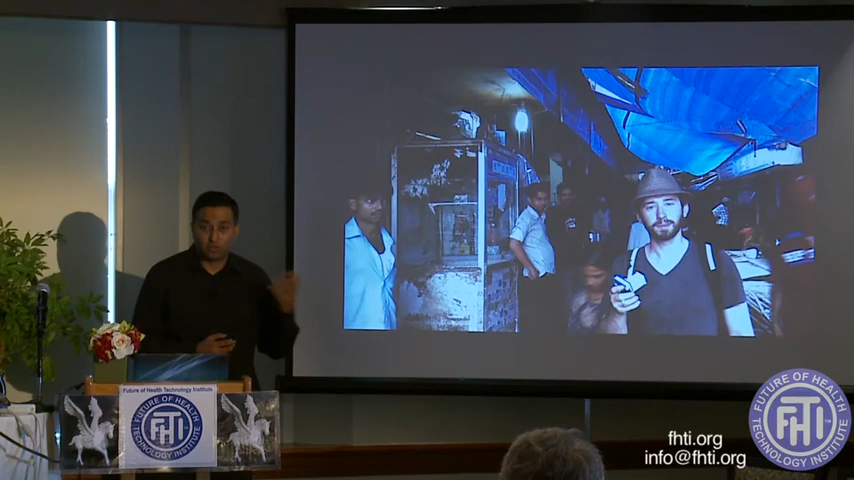 Future of Health Technology Institute
FUTURE OF HEALTH
FHTI
TECHNOLOGY INSTITUTE
fhti.org
info@fhti.org
FUTURE OF HEALTH
FHTI
TM
TECHNOLOGY INSTITUTE